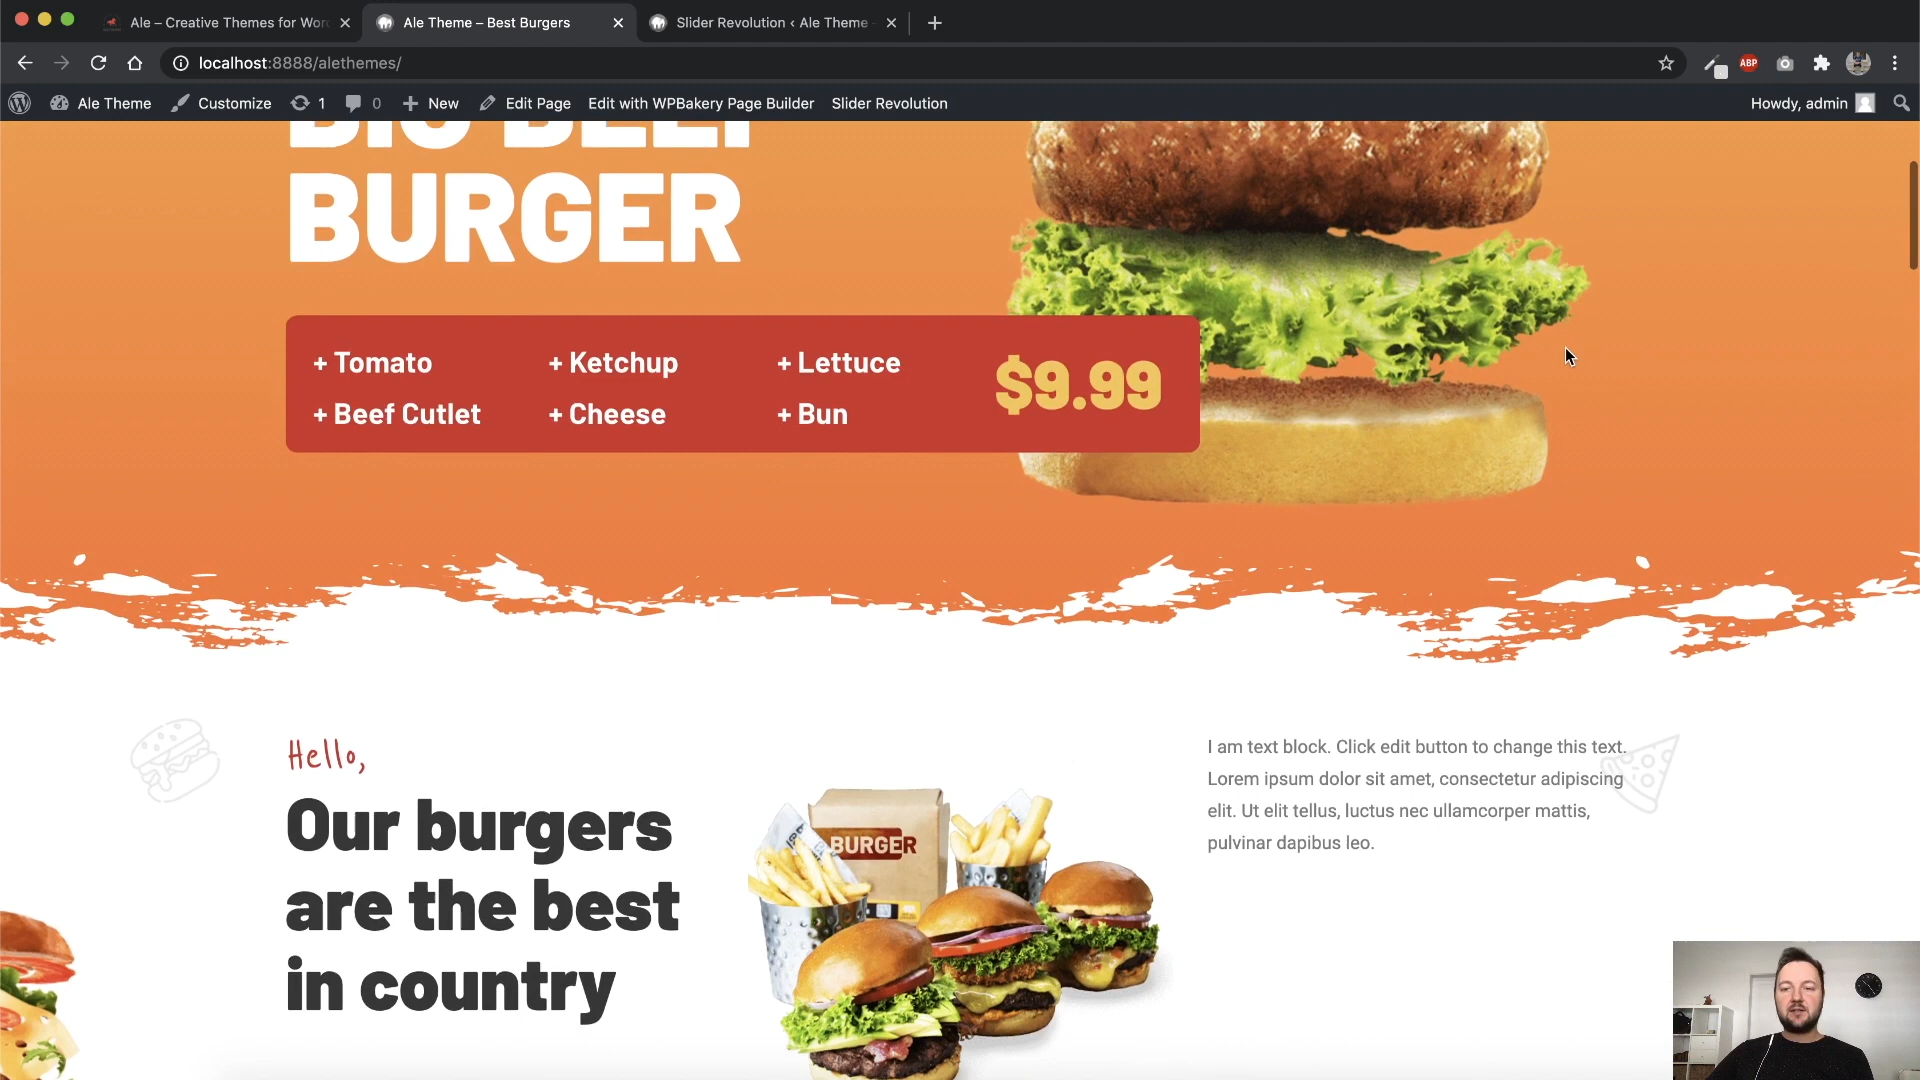 Ale – Creative Themes for Wor
Ale Theme – Best Burgers
Slider Revolution ‹ Ale Theme -
localhost:8888/alethemes/
ABP
Ale Theme
Customize
1
0
New
Edit Page
Edit with WPBakery Page Builder
Slider Revolution
Howdy, admin
BIG BEEF
BURGER
+ Tomato
+ Ketchup
+ Lettuce
+ Beef Cutlet
+ Cheese
+ Bun
$9.99
Hello,
Our burgers
are the best
in country
BURGER
I am text block. Click edit button to change this text.
Lorem ipsum dolor sit amet, consectetur adipiscing
elit. Ut elit tellus, luctus nec ullamcorper mattis,
pulvinar dapibus leo.